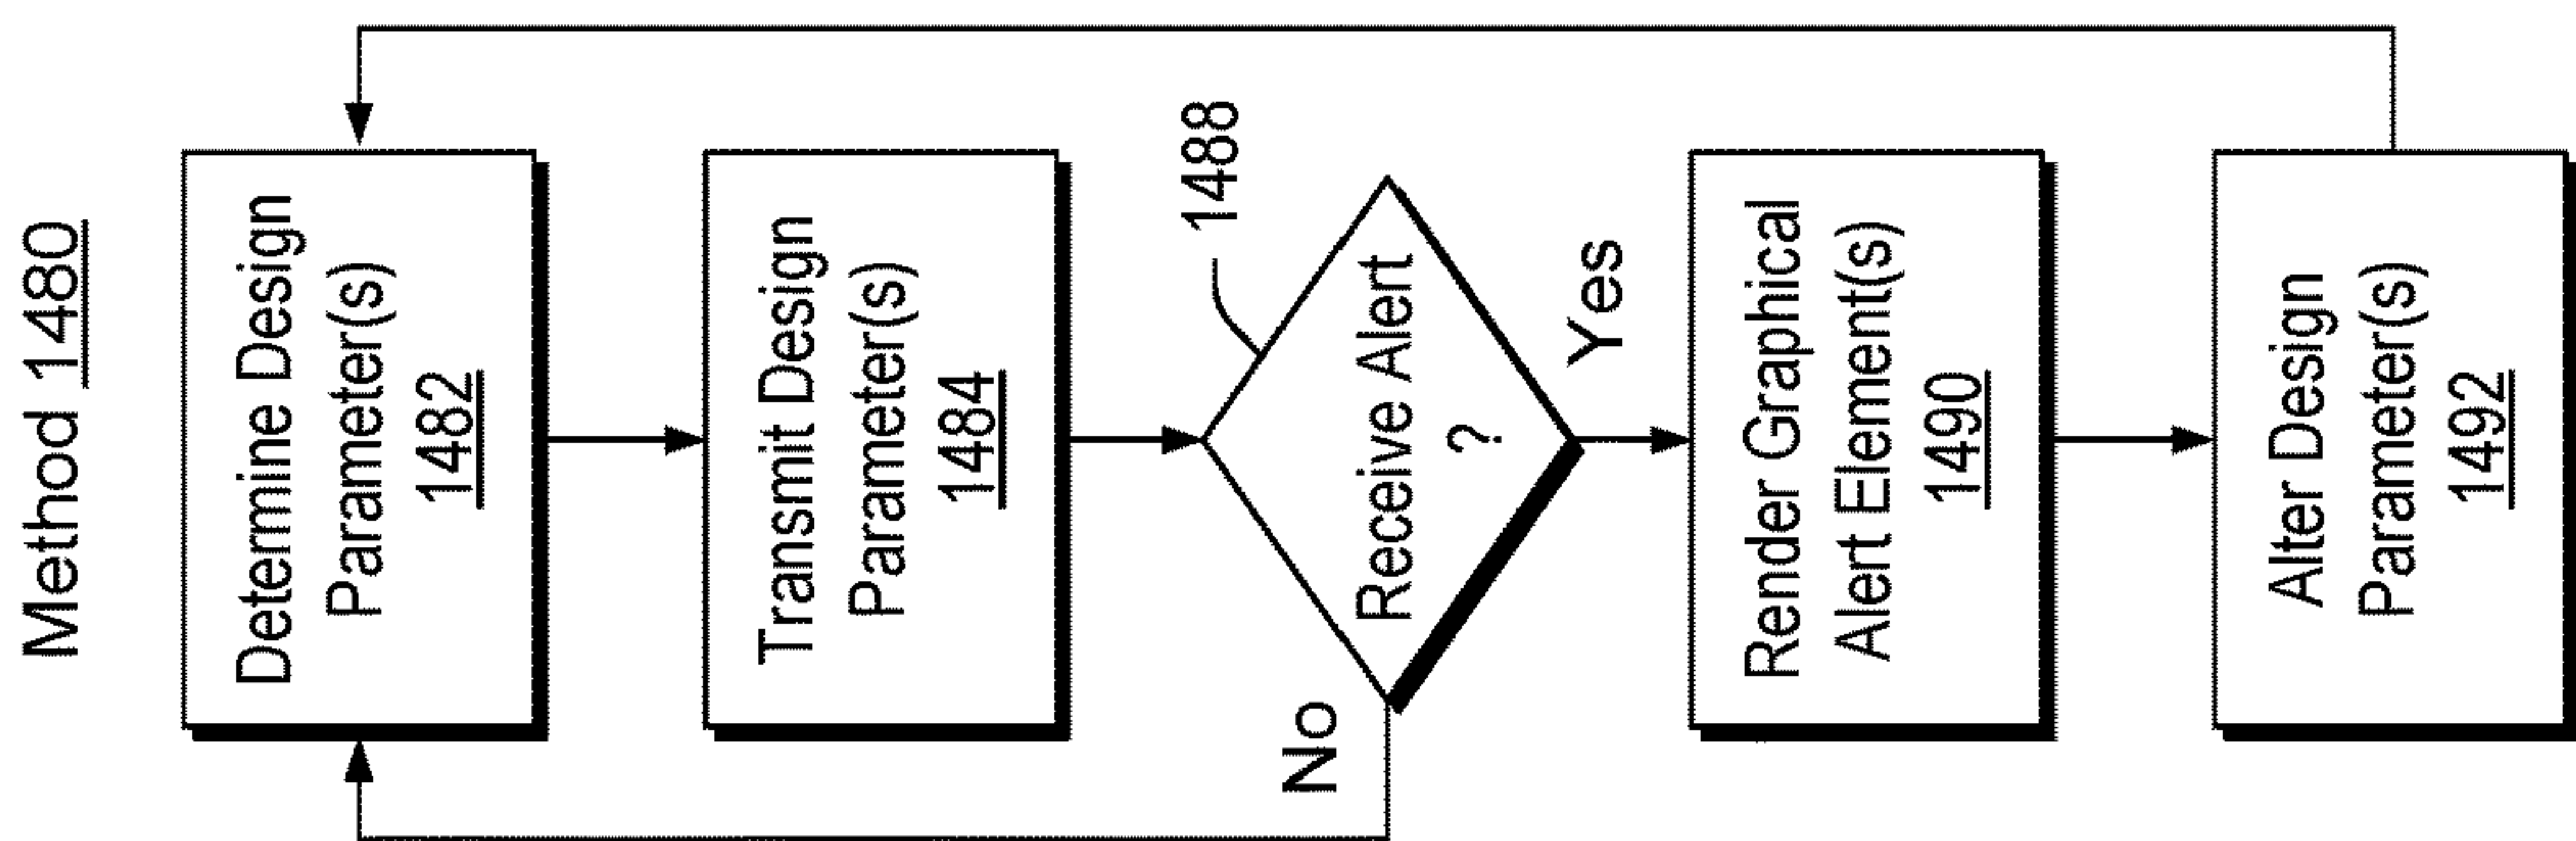 Method 1480
Determine Design
Parameter(s)
1482
Transmit Design
Parameter(s)
1484
1488
Receive Alert
?
No
Yes
Render Graphical
Alert Element(s)
1490
Alter Design
Parameter(s)
1492